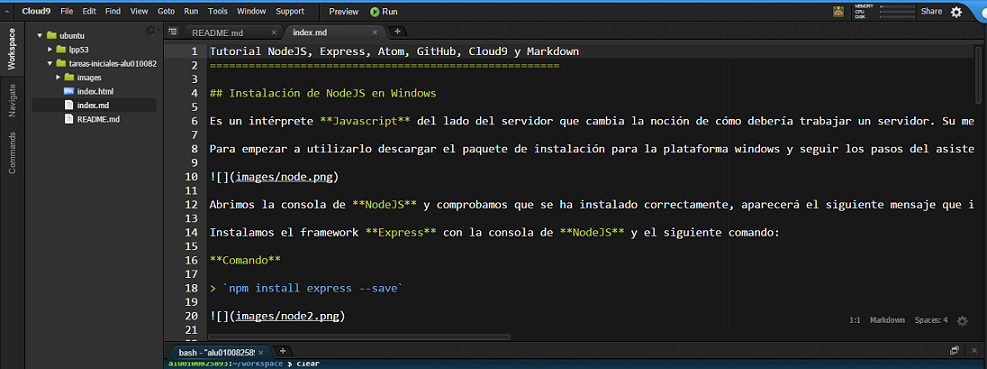 Cloud9 File Edit Find View Goto Run Tools Window Support Preview Run MEMORY CPU DISK Share
Workspace
Navigate
Commands
ubuntu
lpp53
tareas-iniciales-alu010082
images
index.html
index.md
README.md
README.md index.md
1 Tutorial NodeJS, Express, Atom, GitHub, Cloud9 y Markdown
2 ======================================================
3
4 ## Instalación de NodeJS en Windows
5
6 Es un intérprete **Javascript** del lado del servidor que cambia la noción de cómo debería trabajar un servidor. Su me
7
8 Para empezar a utilizarlo descargar el paquete de instalación para la plataforma windows y seguir los pasos del asiste
9
10 ![](images/node.png)
11
12 Abrimos la consola de **NodeJS** y comprobamos que se ha instalado correctamente, aparecerá el siguiente mensaje que i
13
14 Instalamos el framework **Express** con la consola de **NodeJS** y el siguiente comando:
15
16 **Comando**
17
18 > `npm install express --save`
19
20 ![](images/node2.png)
21
1:1 Markdown Spaces: 4
bash - "alu010082589
alu0100825893:~/workspace $ clear